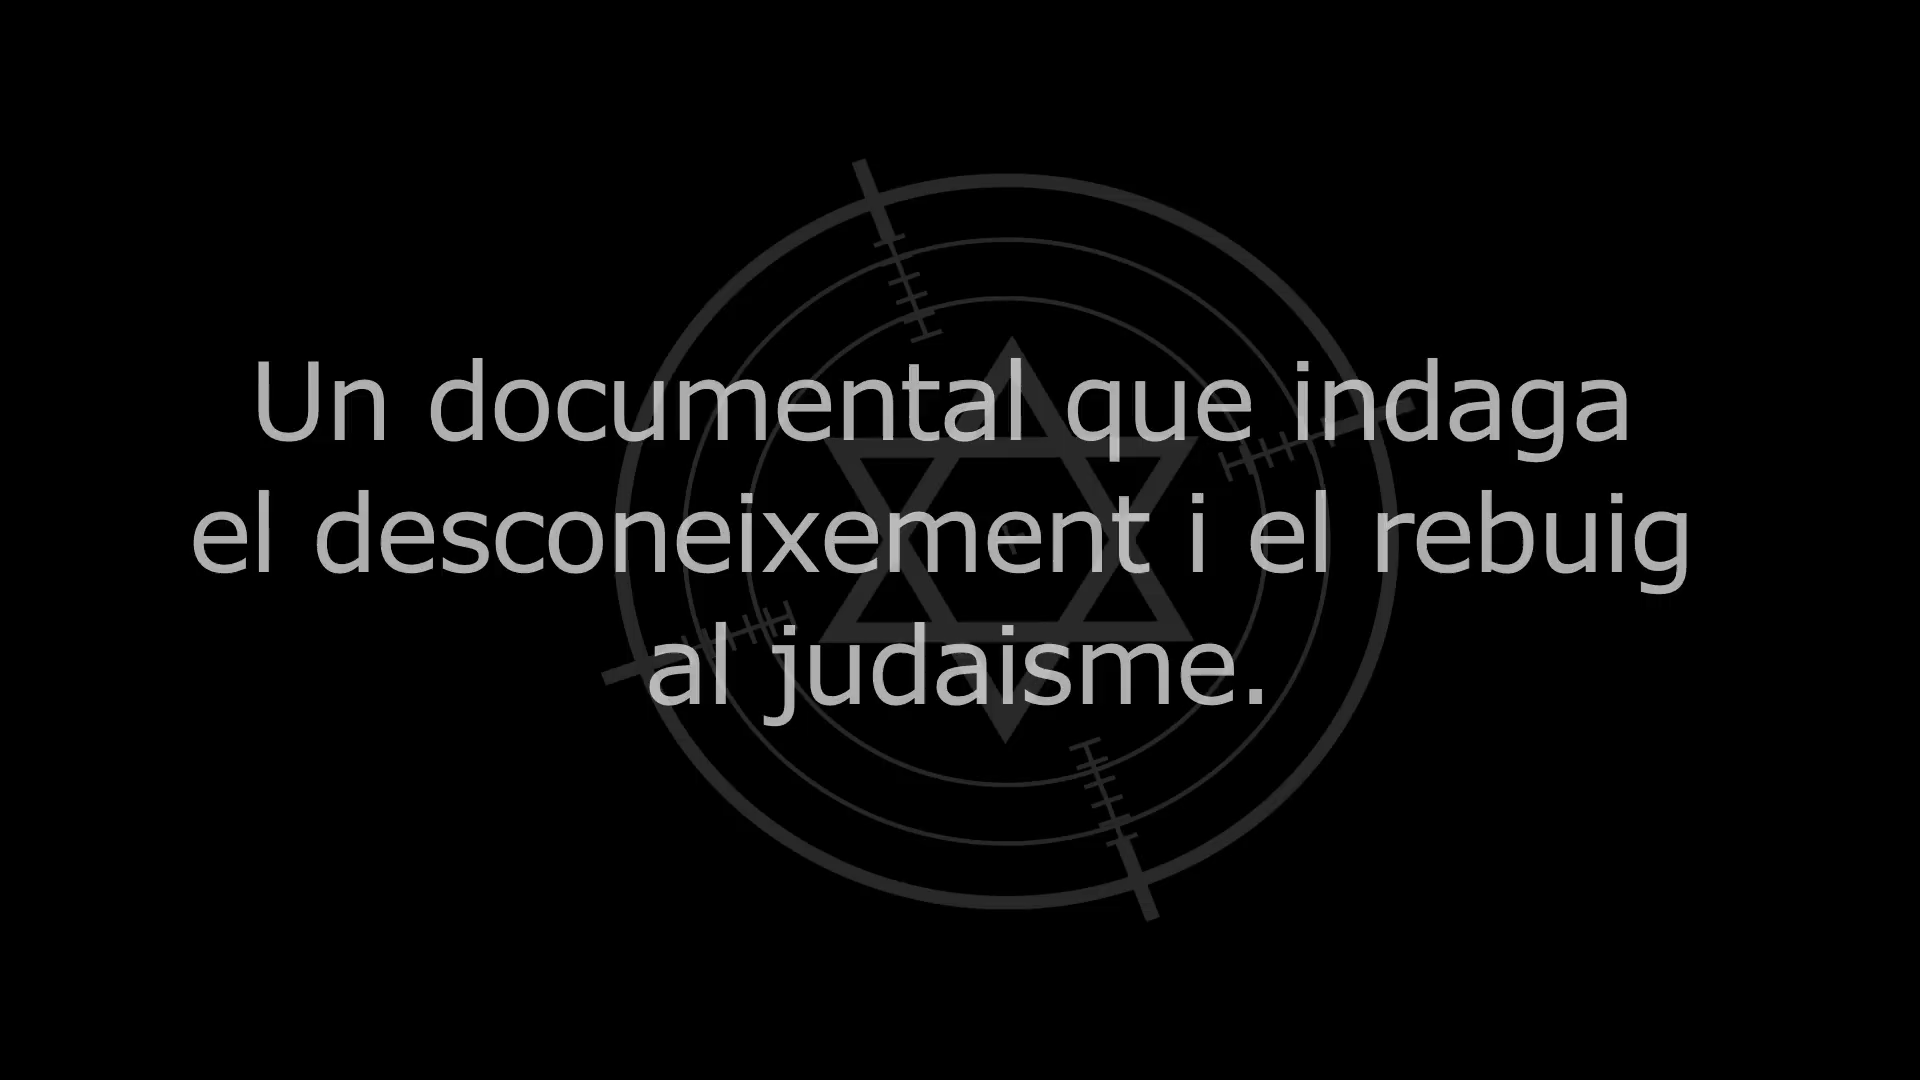 Un documental que indaga
el desconeixement i el rebuig
al judaisme.